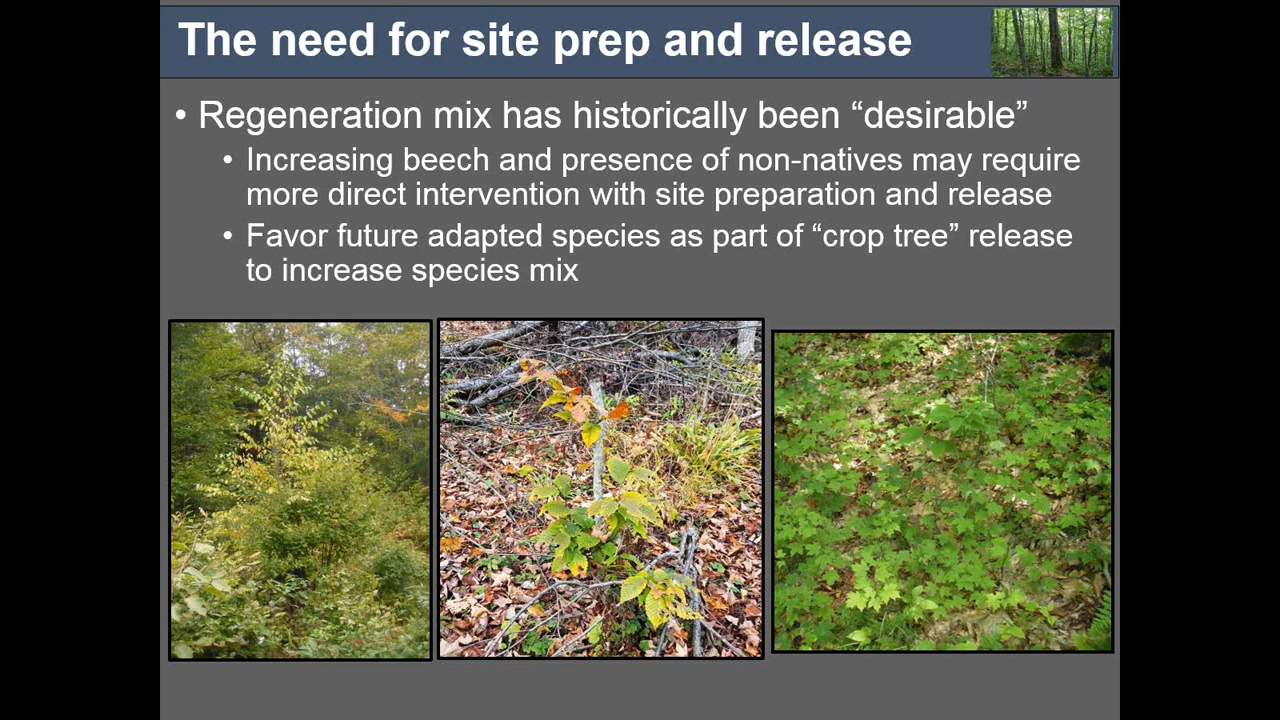 The need for site prep and release
• Regeneration mix has historically been “desirable”
• Increasing beech and presence of non-natives may require
more direct intervention with site preparation and release
• Favor future adapted species as part of “crop tree” release
to increase species mix